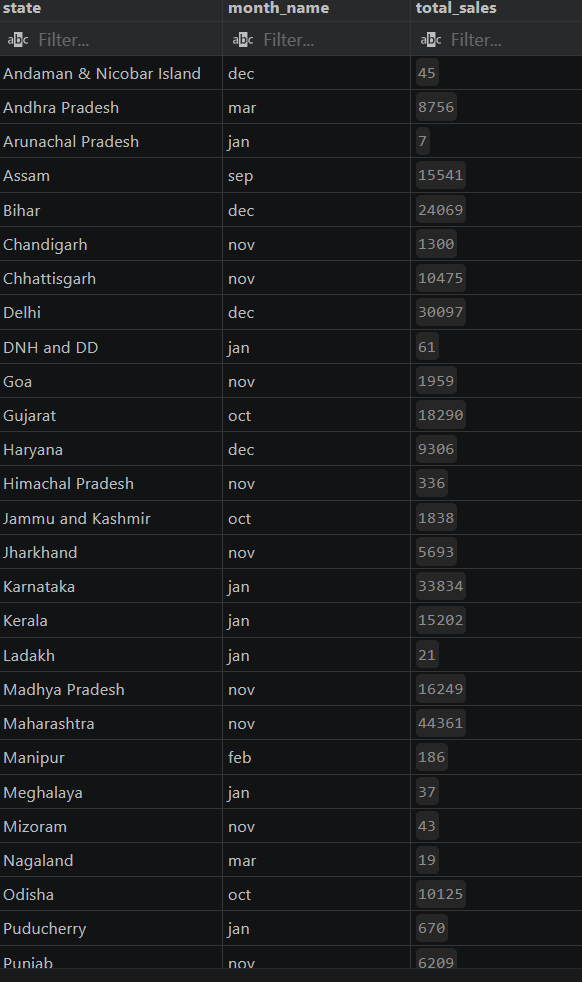 state month_name total_sales
abc Filter... abc Filter... abc Filter...
Andaman & Nicobar Island dec 45
Andhra Pradesh mar 8756
Arunachal Pradesh jan 7
Assam sep 15541
Bihar dec 24069
Chandigarh nov 1300
Chhattisgarh nov 10475
Delhi dec 30097
DNH and DD jan 61
Goa nov 1959
Gujarat oct 18290
Haryana dec 9306
Himachal Pradesh nov 336
Jammu and Kashmir oct 1838
Jharkhand nov 5693
Karnataka jan 33834
Kerala jan 15202
Ladakh jan 21
Madhya Pradesh nov 16249
Maharashtra nov 44361
Manipur feb 186
Meghalaya jan 37
Mizoram nov 43
Nagaland mar 19
Odisha oct 10125
Puducherry jan 670
Punjab nov 6209